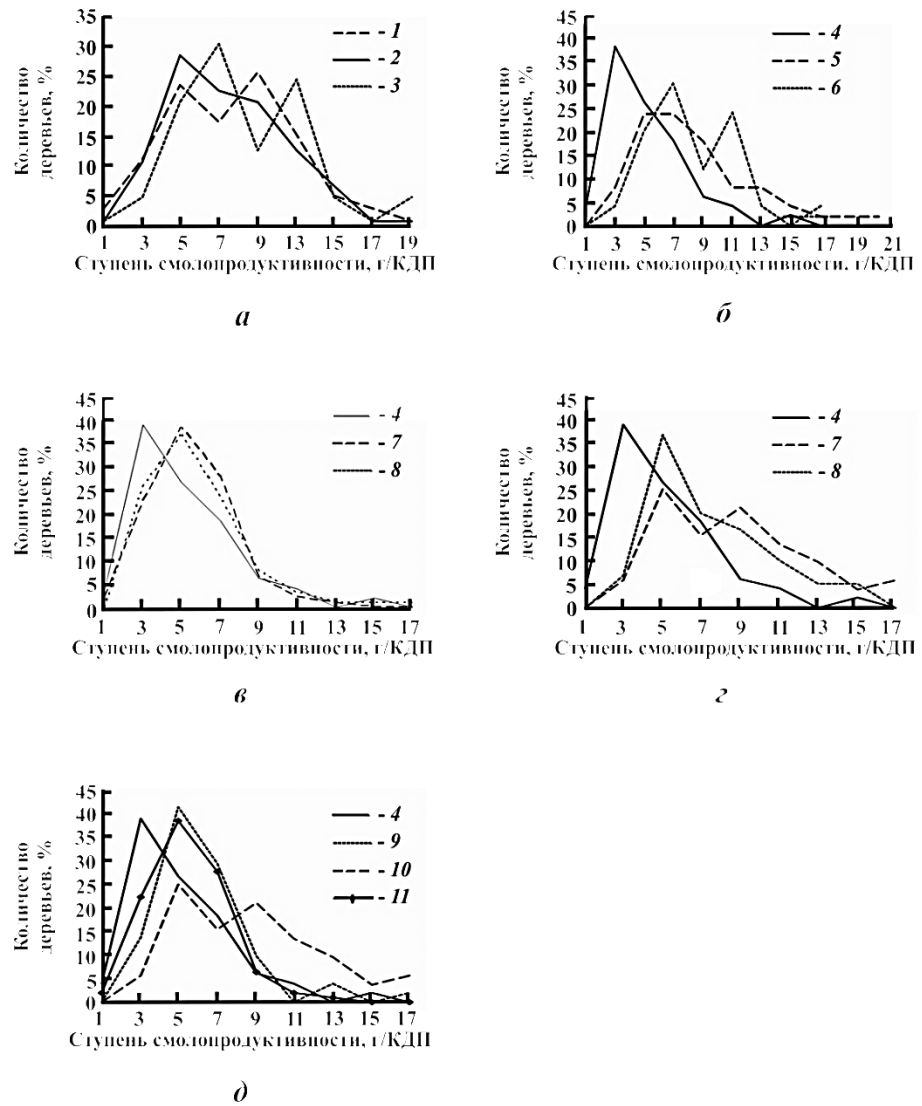 35
30
25
20
15
10
5
0
Количество
деревьев, %
- 1
- 2
- 3
1 3 5 7 9 13 15 17 19
Ступень смолопродуктивности, г/КДП
а
45
40
35
30
25
20
15
10
5
0
Количество
деревьев, %
- 4
- 5
- 6
1 3 5 7 9 11 13 15 17 19 21
Ступень смолопродуктивности, г/КДП
б
45
40
35
30
25
20
15
10
5
0
Количество
деревьев, %
- 4
- 7
- 8
1 3 5 7 9 11 13 15 17
Ступень смолопродуктивности, г/КДП
в
45
40
35
30
25
20
15
10
5
0
Количество
деревьев, %
- 4
- 7
- 8
1 3 5 7 9 11 13 15 17
Ступень смолопродуктивности, г/КДП
г
45
40
35
30
25
20
15
10
5
0
Количество
деревьев, %
- 4
- 9
- 10
- 11
1 3 5 7 9 11 13 15 17
Ступень смолопродуктивности, г/КДП
д